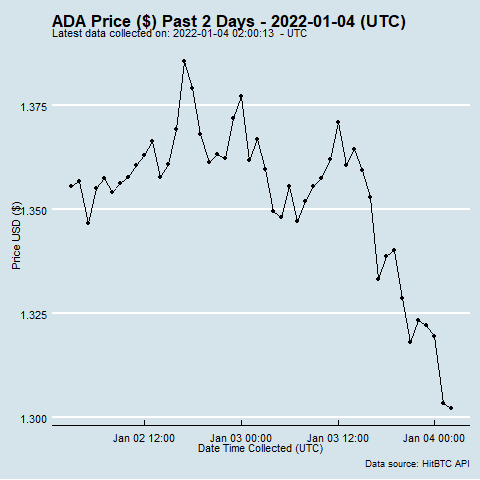 ADA Price ($) Past 2 Days - 2022-01-04 (UTC)
Latest data collected on: 2022-01-04 02:00:13  - UTC
Price USD ($)
1.375
1.350
1.325
1.300
Jan 02 12:00
Jan 03 00:00
Jan 03 12:00
Jan 04 00:00
Date Time Collected (UTC)
Data source: HitBTC API